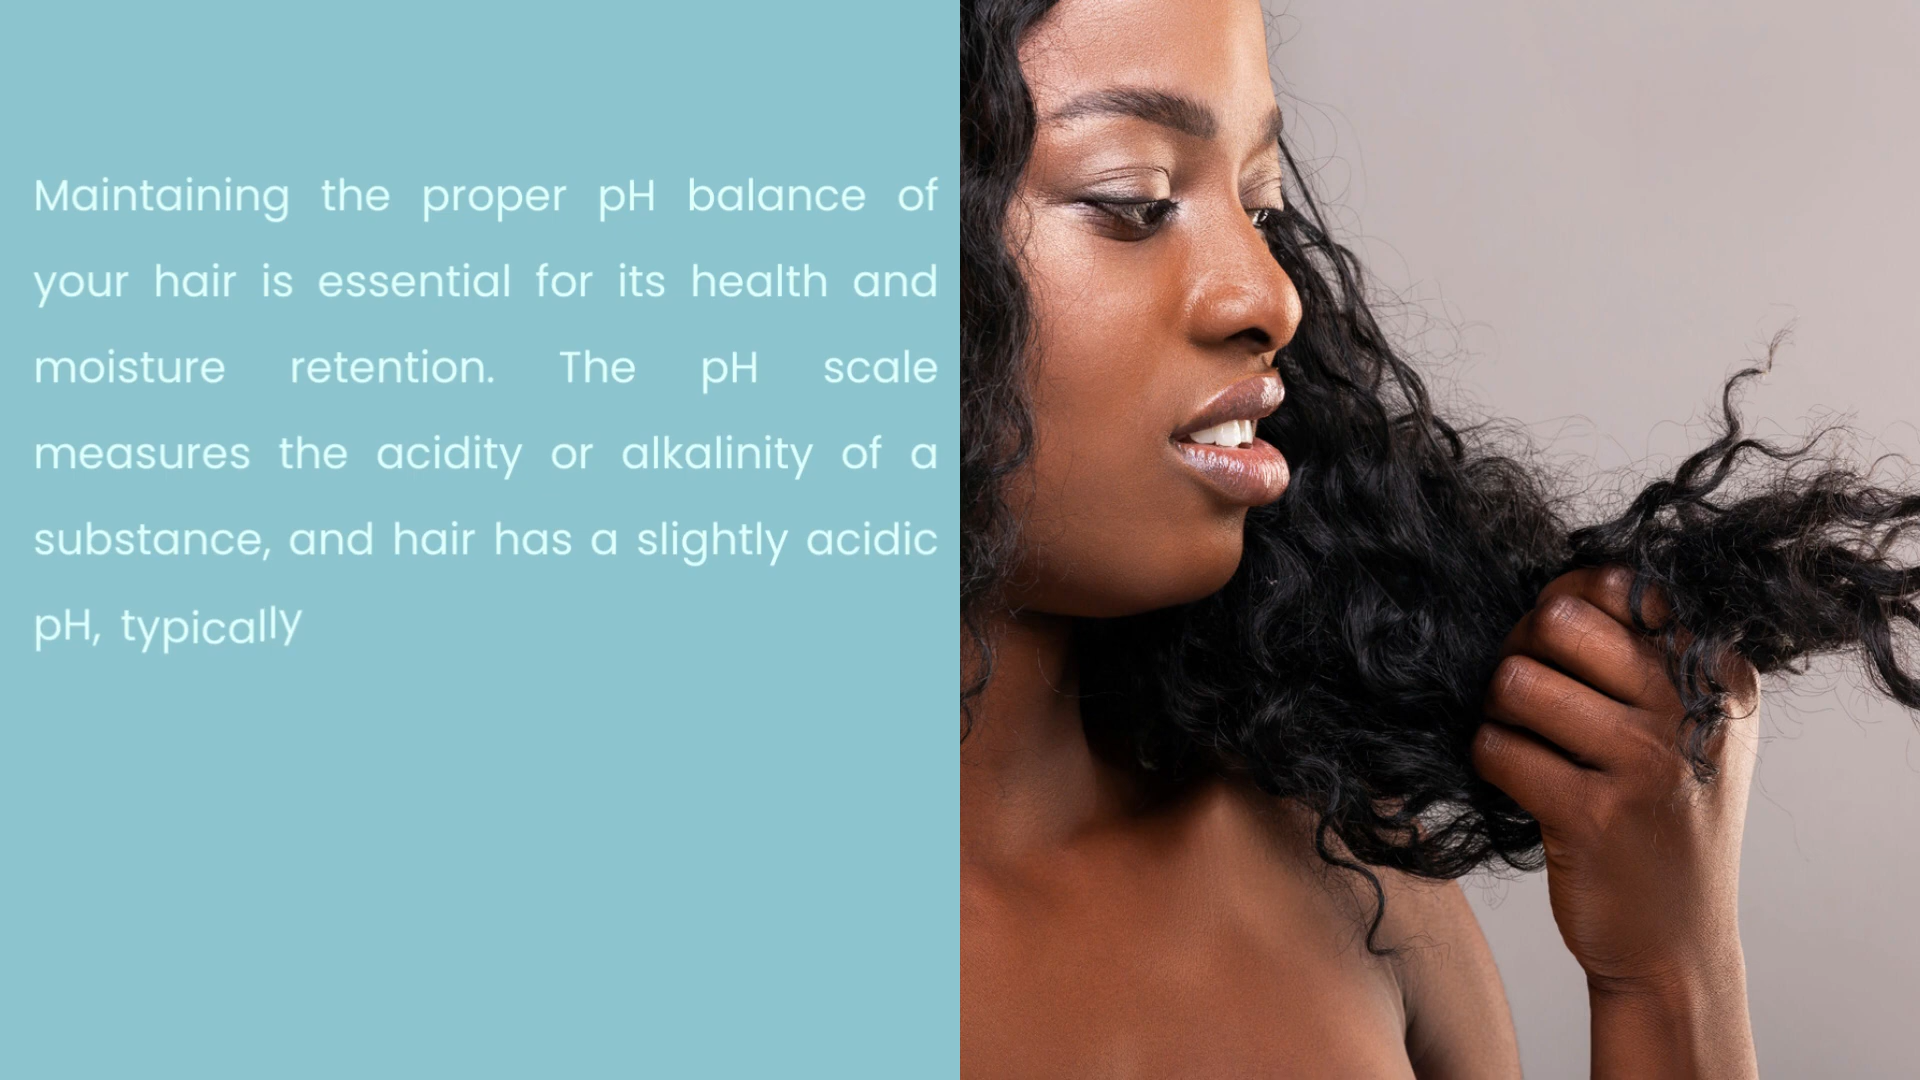 Maintaining the proper pH balance of
your hair is essential for its health and
moisture retention. The pH scale
measures the acidity or alkalinity of a
substance, and hair has a slightly acidic
pH, typically